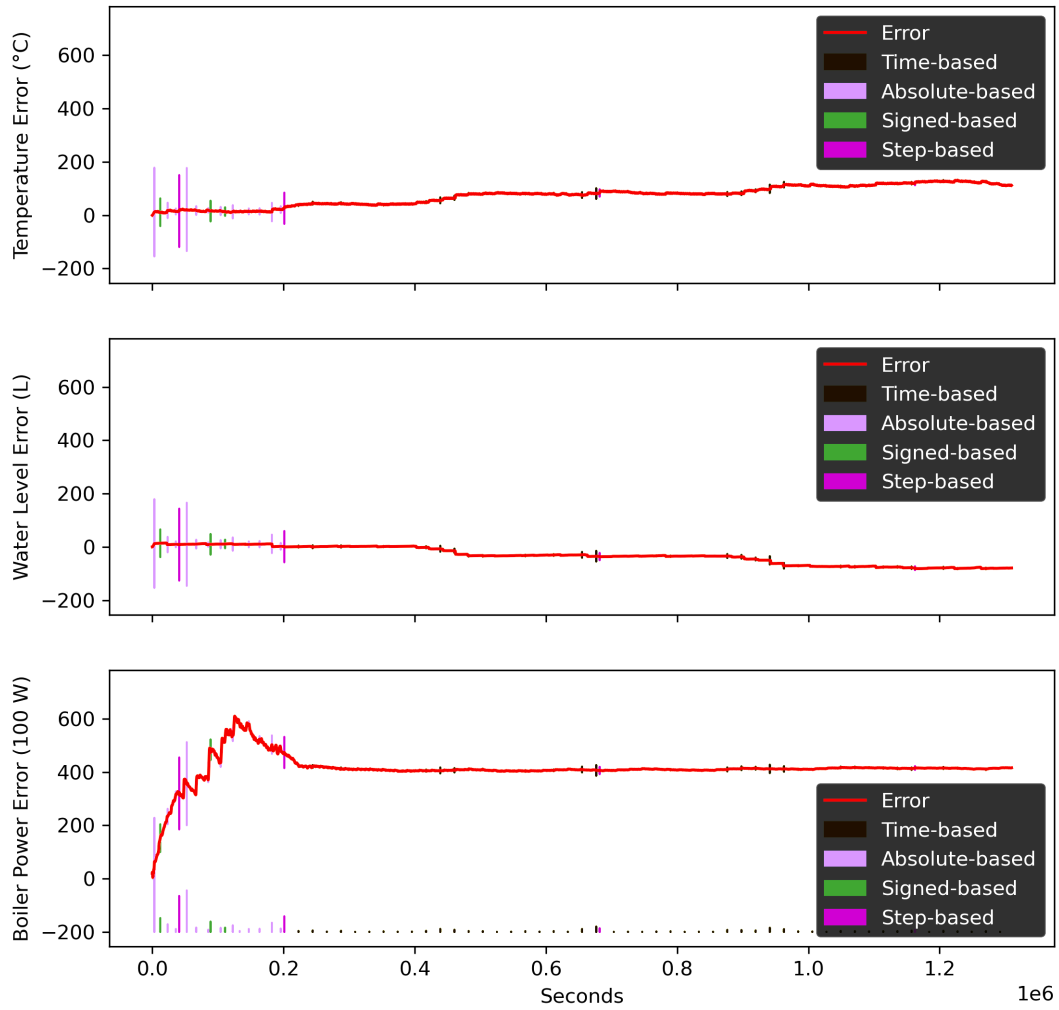 Temperature Error (°C)
600
400
200
0
−200
Error
Time-based
Absolute-based
Signed-based
Step-based
Water Level Error (L)
600
400
200
0
−200
Error
Time-based
Absolute-based
Signed-based
Step-based
Boiler Power Error (100 W)
600
400
200
0
−200
Error
Time-based
Absolute-based
Signed-based
Step-based
0.0 0.2 0.4 0.6 0.8 1.0 1.2
Seconds
1e6